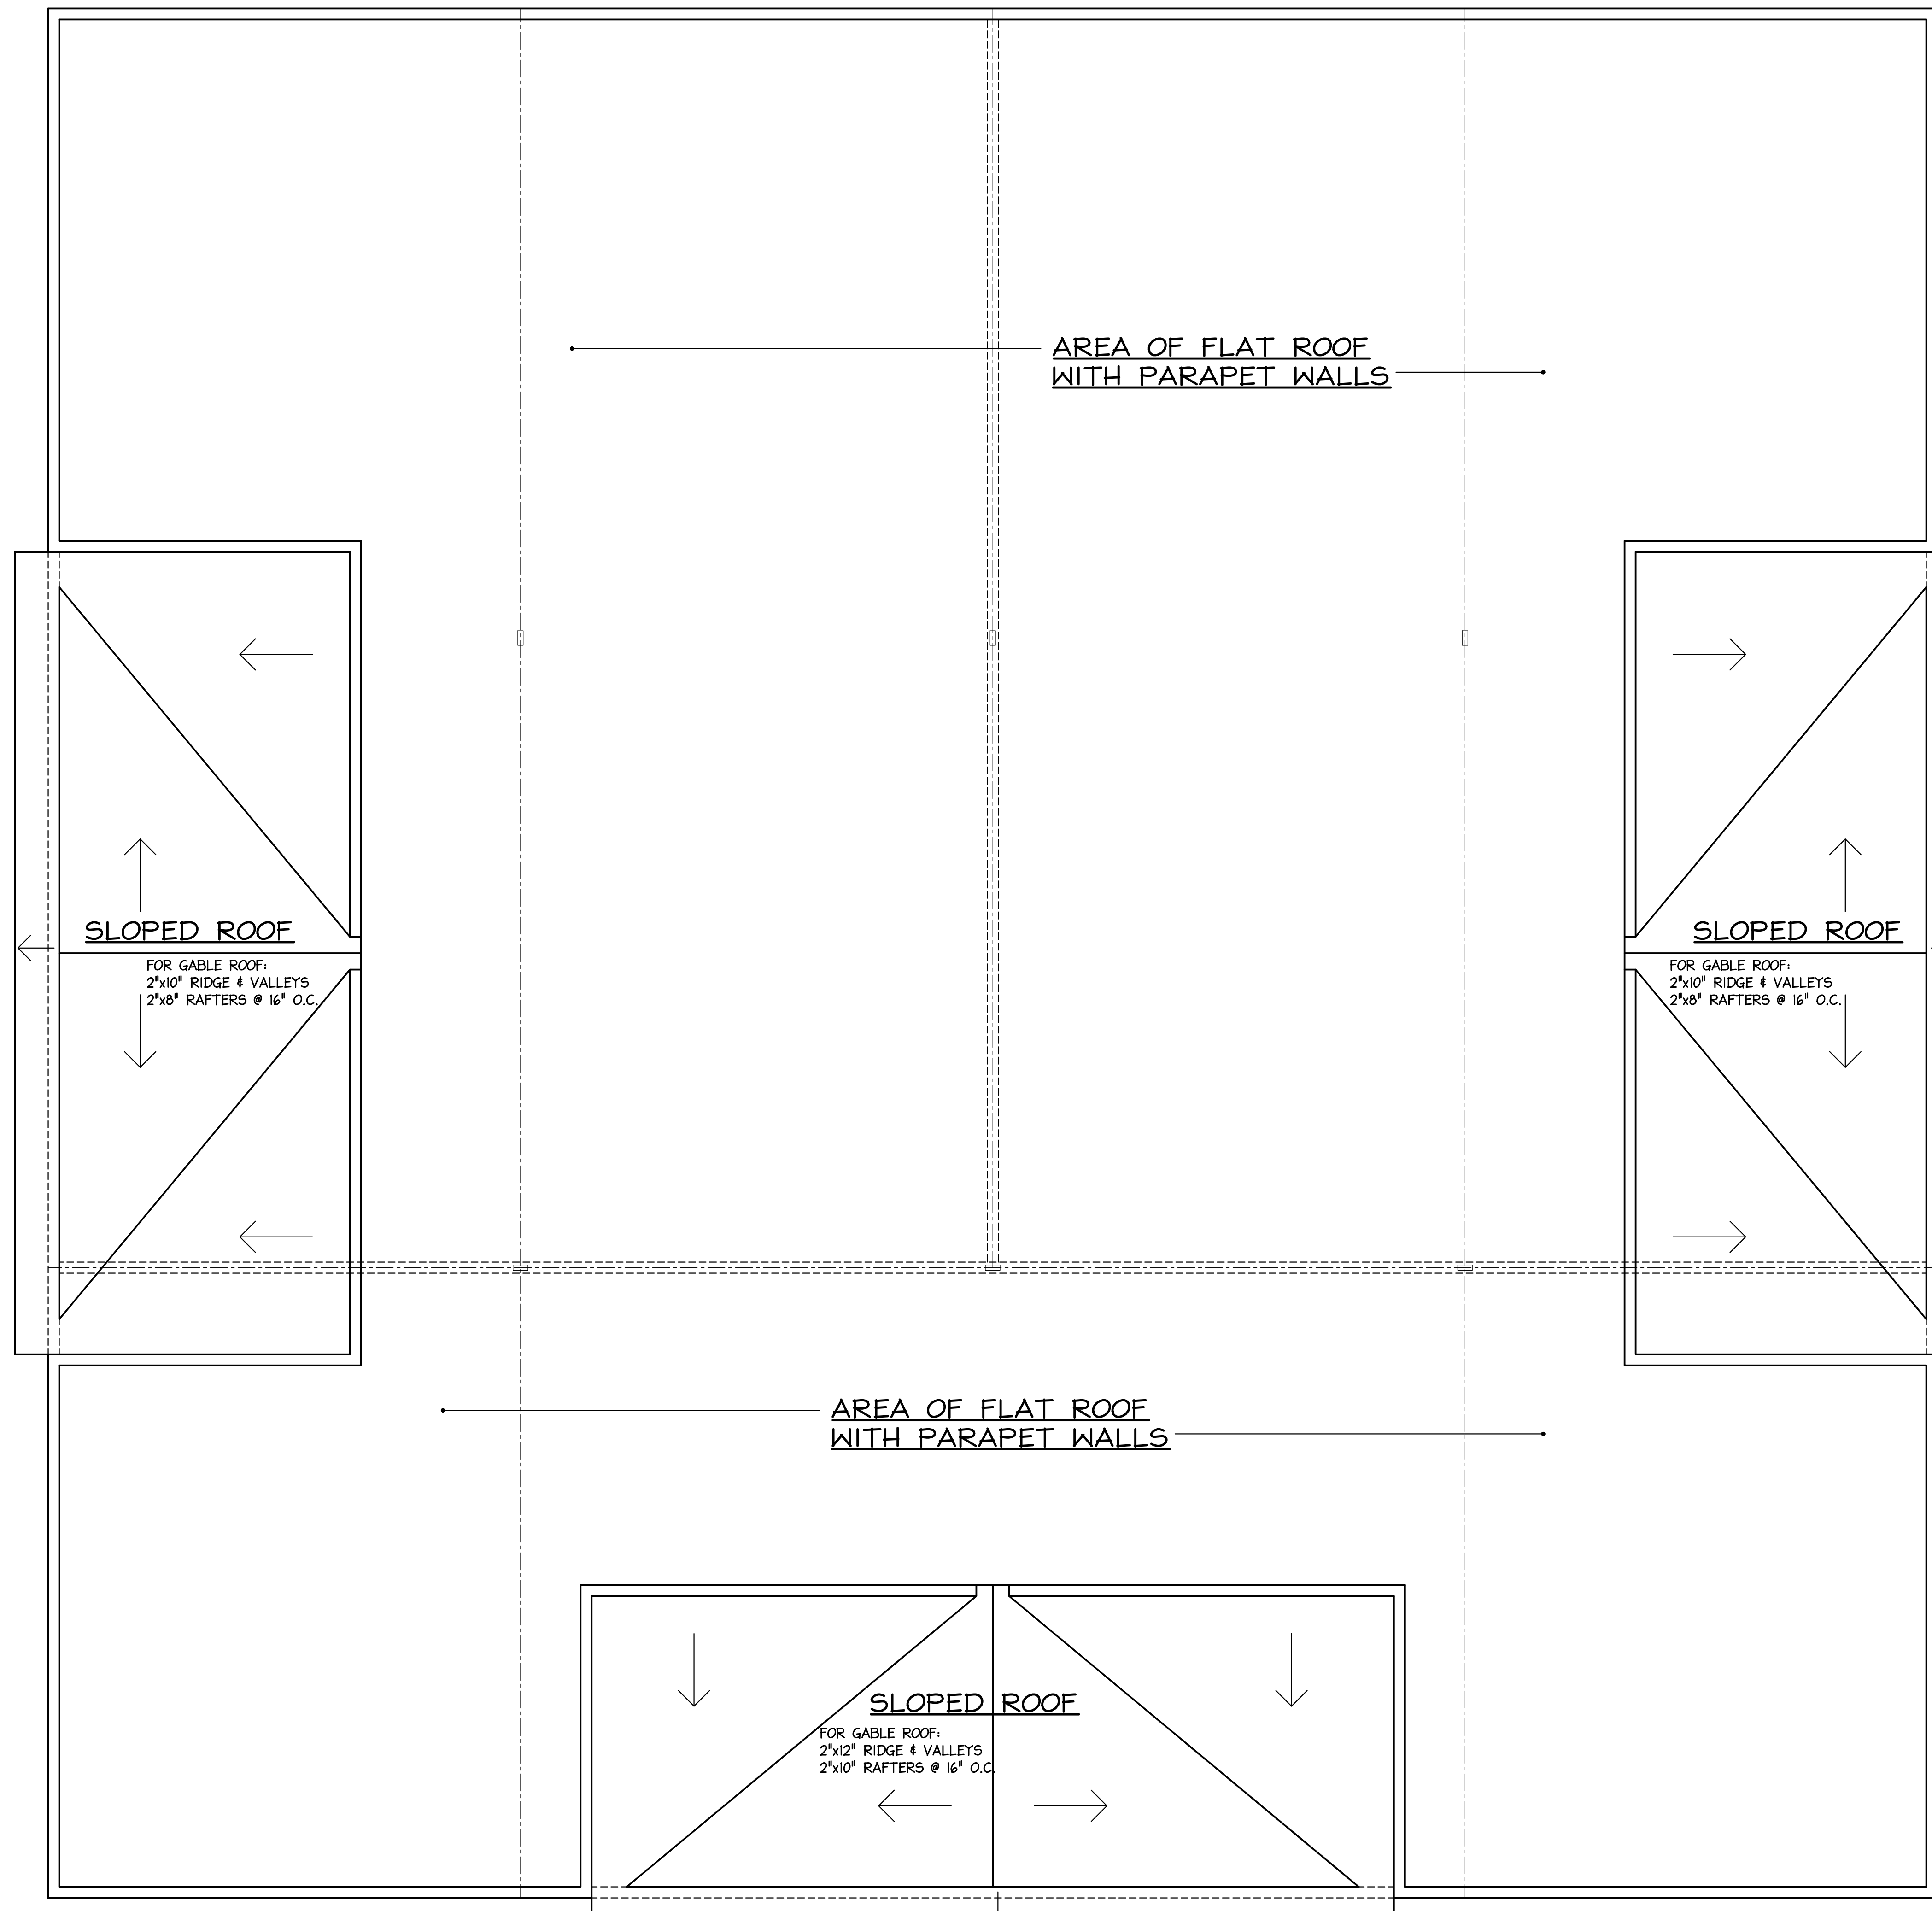 AREA OF FLAT ROOF
WITH PARAPET WALLS
SLOPED ROOF
FOR GABLE ROOF:
2"x10" RIDGE & VALLEYS
2"x8" RAFTERS @ 16" O.C.
SLOPED ROOF
FOR GABLE ROOF:
2"x10" RIDGE & VALLEYS
2"x8" RAFTERS @ 16" O.C.
AREA OF FLAT ROOF
WITH PARAPET WALLS
SLOPED ROOF
FOR GABLE ROOF:
2"x12" RIDGE & VALLEYS
2"x10" RAFTERS @ 16" O.C.